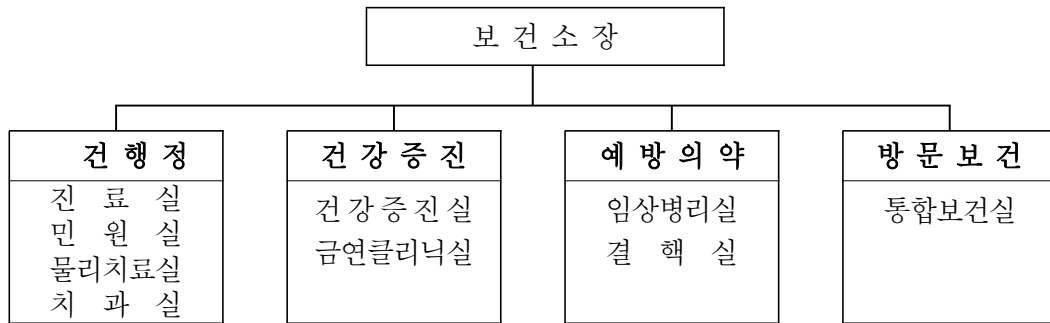 보 건 소 장
건 행 정
진 료 실
민 원 실
물리치료실
치 과 실
건 강 증 진
건 강 증 진 실
금연클리닉실
예 방 의 약
임상병리실
결 핵 실
방 문 보 건
통합보건실